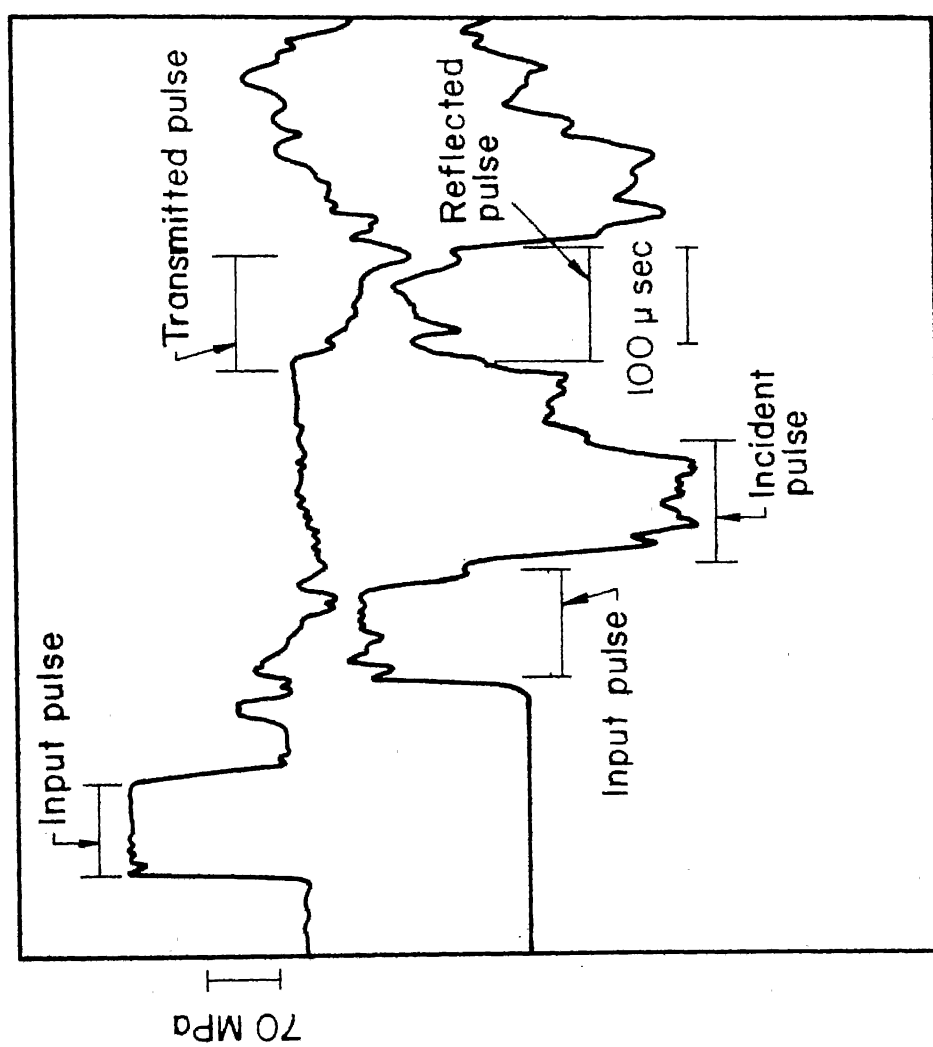 Input pulse
Transmitted pulse
Reflected
pulse
100 μ sec
Incident
pulse
Input pulse
70 MPa